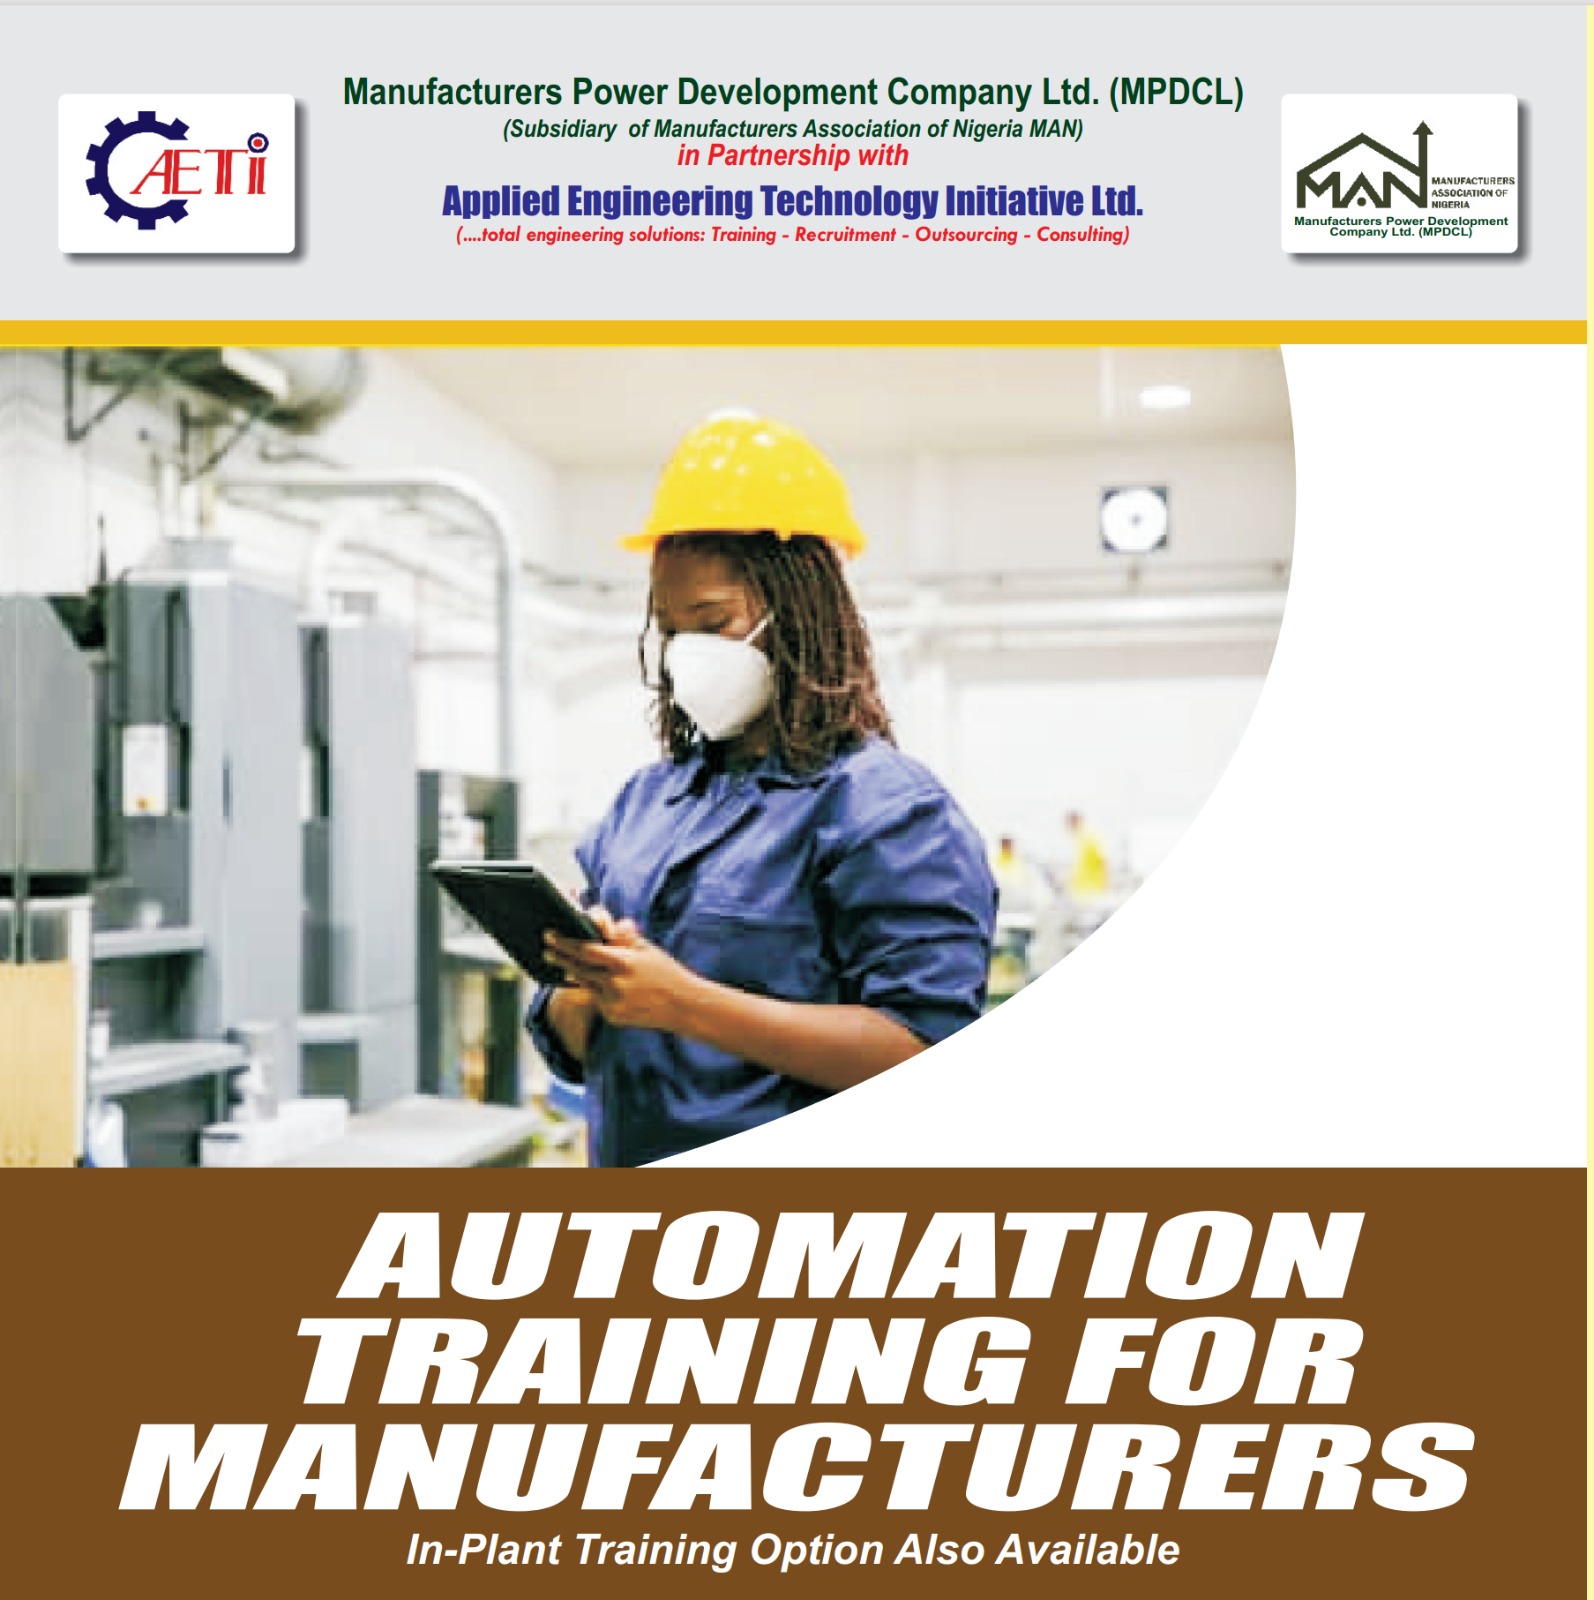 Manufacturers Power Development Company Ltd. (MPDCL)
(Subsidiary of Manufacturers Association of Nigeria MAN)
in Partnership with
Applied Engineering Technology Initiative Ltd.
(....total engineering solutions: Training - Recruitment - Outsourcing - Consulting)
AETi
MAN
MANUFACTURERS
ASSOCIATION OF
NIGERIA
Manufacturers Power Development
Company Ltd. (MPDCL)
AUTOMATION
TRAINING FOR
MANUFACTURERS
In-Plant Training Option Also Available